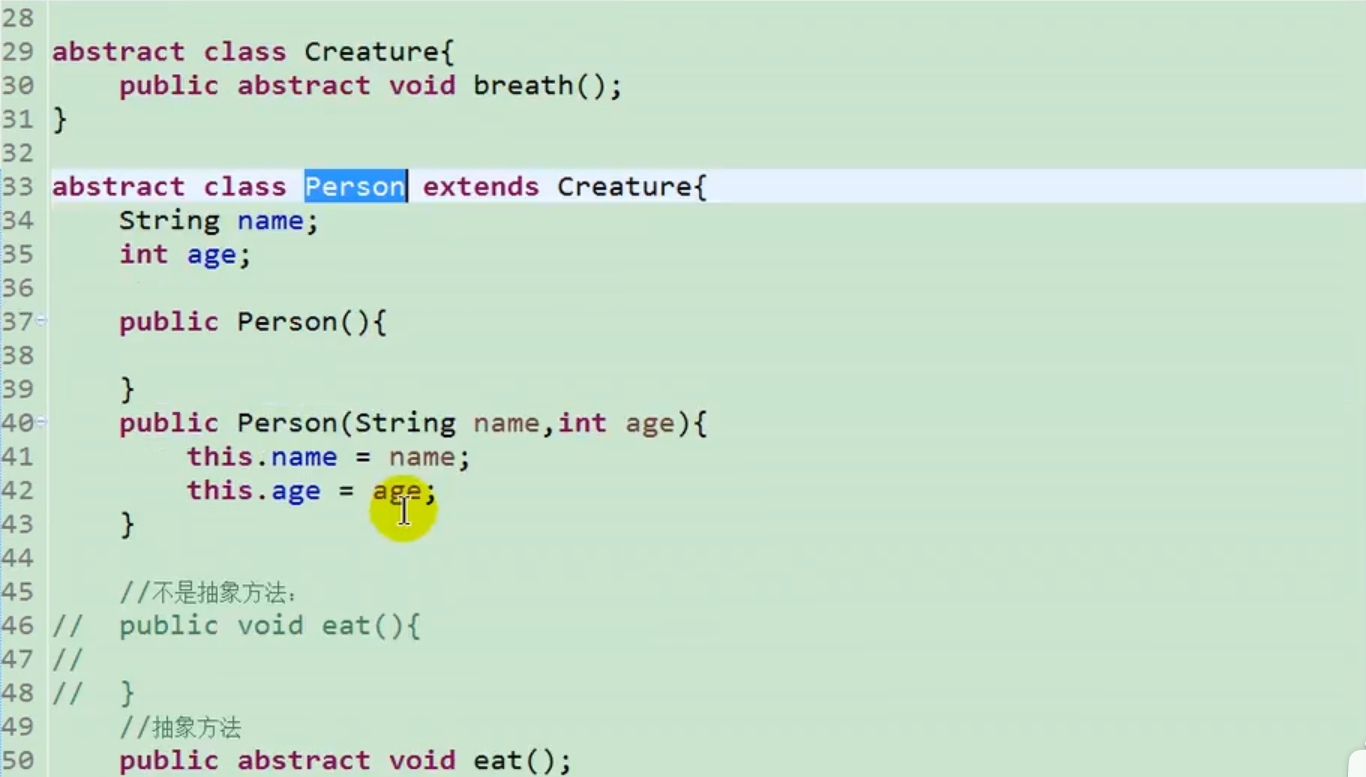 28
29 abstract class Creature{
30     public abstract void breath();
31 }
32
33 abstract class Person extends Creature{
34     String name;
35     int age;
36
37     public Person(){
38
39     }
40     public Person(String name,int age){
41         this.name = name;
42         this.age = age;
43     }
44
45     //不是抽象方法:
46 //  public void eat(){
47 //
48 //  }
49     //抽象方法
50     public abstract void eat();